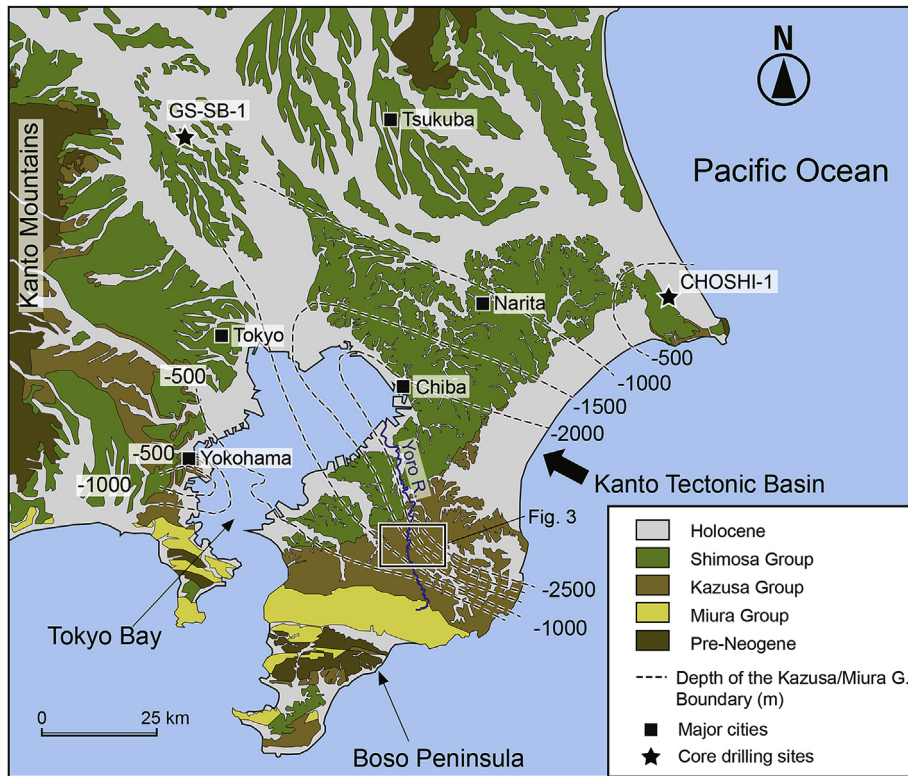 N
GS-SB-1
Tsukuba
Pacific Ocean
Kanto Mountains
CHOSHI-1
Narita
Tokyo
-500
-500
-1000
Chiba
-1500
-2000
Yoro R
-500
Yokohama
-1000
Kanto Tectonic Basin
Fig. 3
-2500
-1000
Tokyo Bay
0 25 km
Boso Peninsula
Holocene
Shimosa Group
Kazusa Group
Miura Group
Pre-Neogene
Depth of the Kazusa/Miura G.
Boundary (m)
Major cities
Core drilling sites